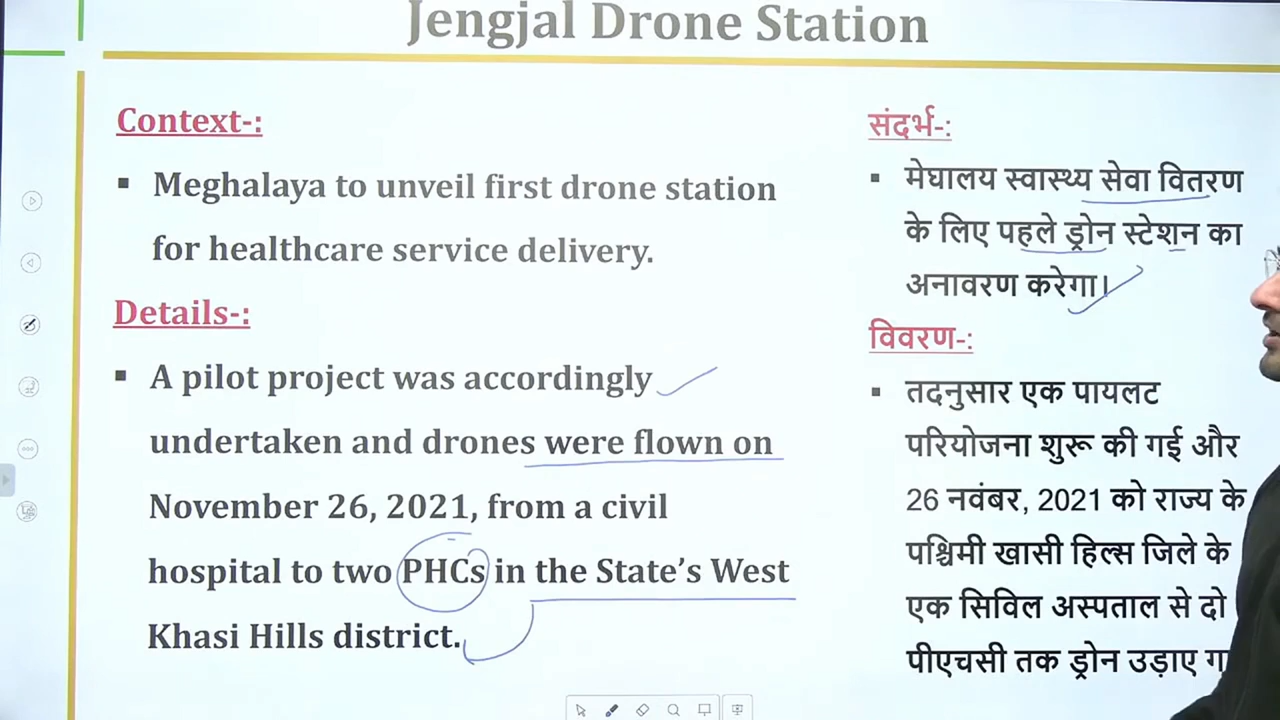 Jengjal Drone Station
Context-:
▪ Meghalaya to unveil first drone station
for healthcare service delivery.
Details-:
▪ A pilot project was accordingly
undertaken and drones were flown on
November 26, 2021, from a civil
hospital to two PHCs in the State’s West
Khasi Hills district.
संदर्भ-:
▪ मेघालय स्वास्थ्य सेवा वितरण
के लिए पहले ड्रोन स्टेशन का
अनावरण करेगा।
विवरण-:
▪ तदनुसार एक पायलट
परियोजना शुरू की गई और
26 नवंबर, 2021 को राज्य के
पश्चिमी खासी हिल्स जिले के
एक सिविल अस्पताल से दो
पीएचसी तक ड्रोन उड़ाए